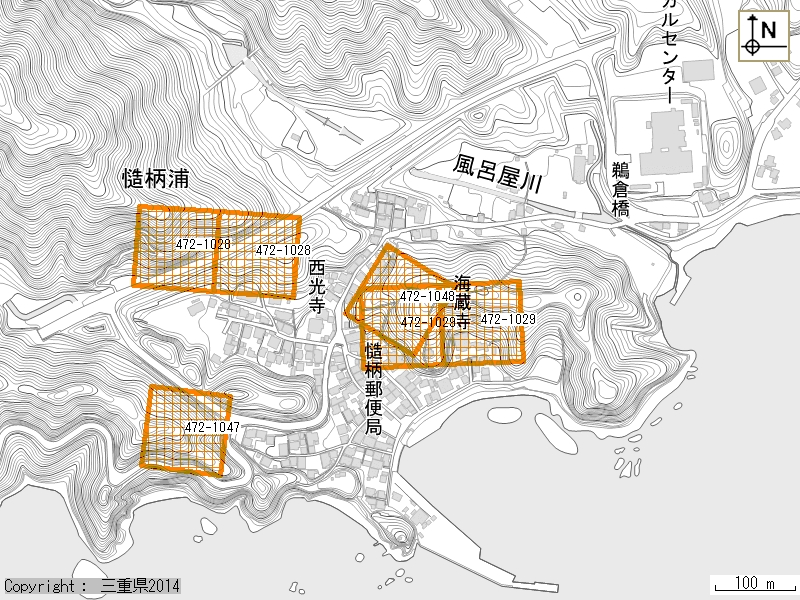 カルセンター
N
風呂屋川
鵜倉橋
慥柄浦
472-1028
472-1028
西光寺
海蔵寺
472-1048
472-1029
472-1029
慥柄郵便局
472-1047
100 m
Copyright : 三重県2014